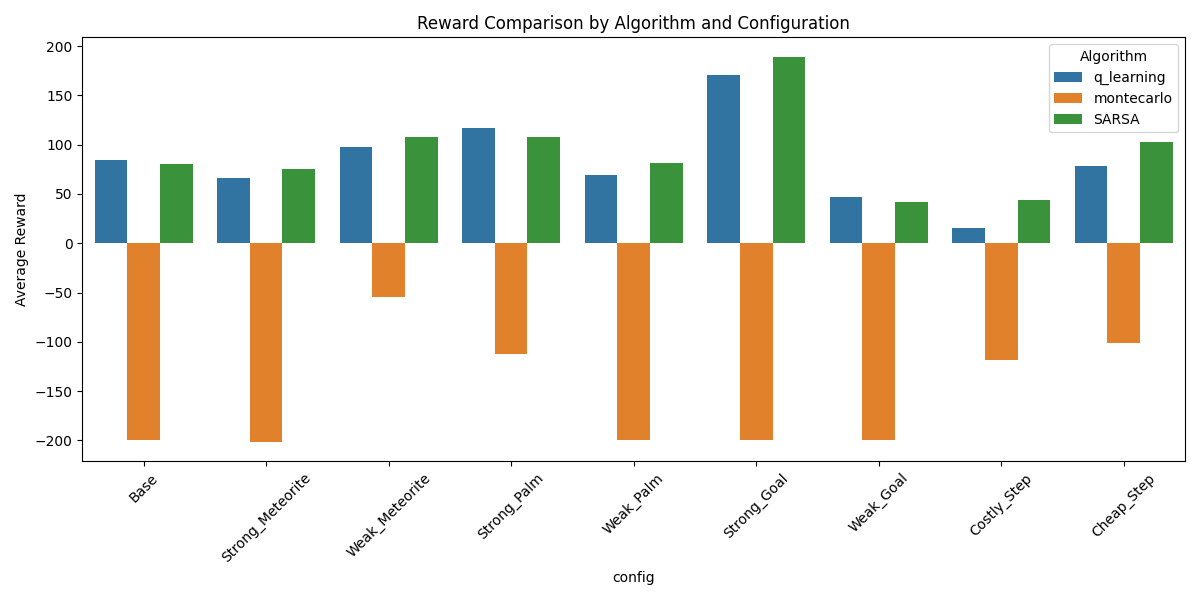 Reward Comparison by Algorithm and Configuration
Average Reward
200
150
100
50
0
−50
−100
−150
−200
Algorithm
q_learning
montecarlo
SARSA
Base
Strong_Meteorite
Weak_Meteorite
Strong_Palm
Weak_Palm
Strong_Goal
Weak_Goal
Costly_Step
Cheap_Step
config